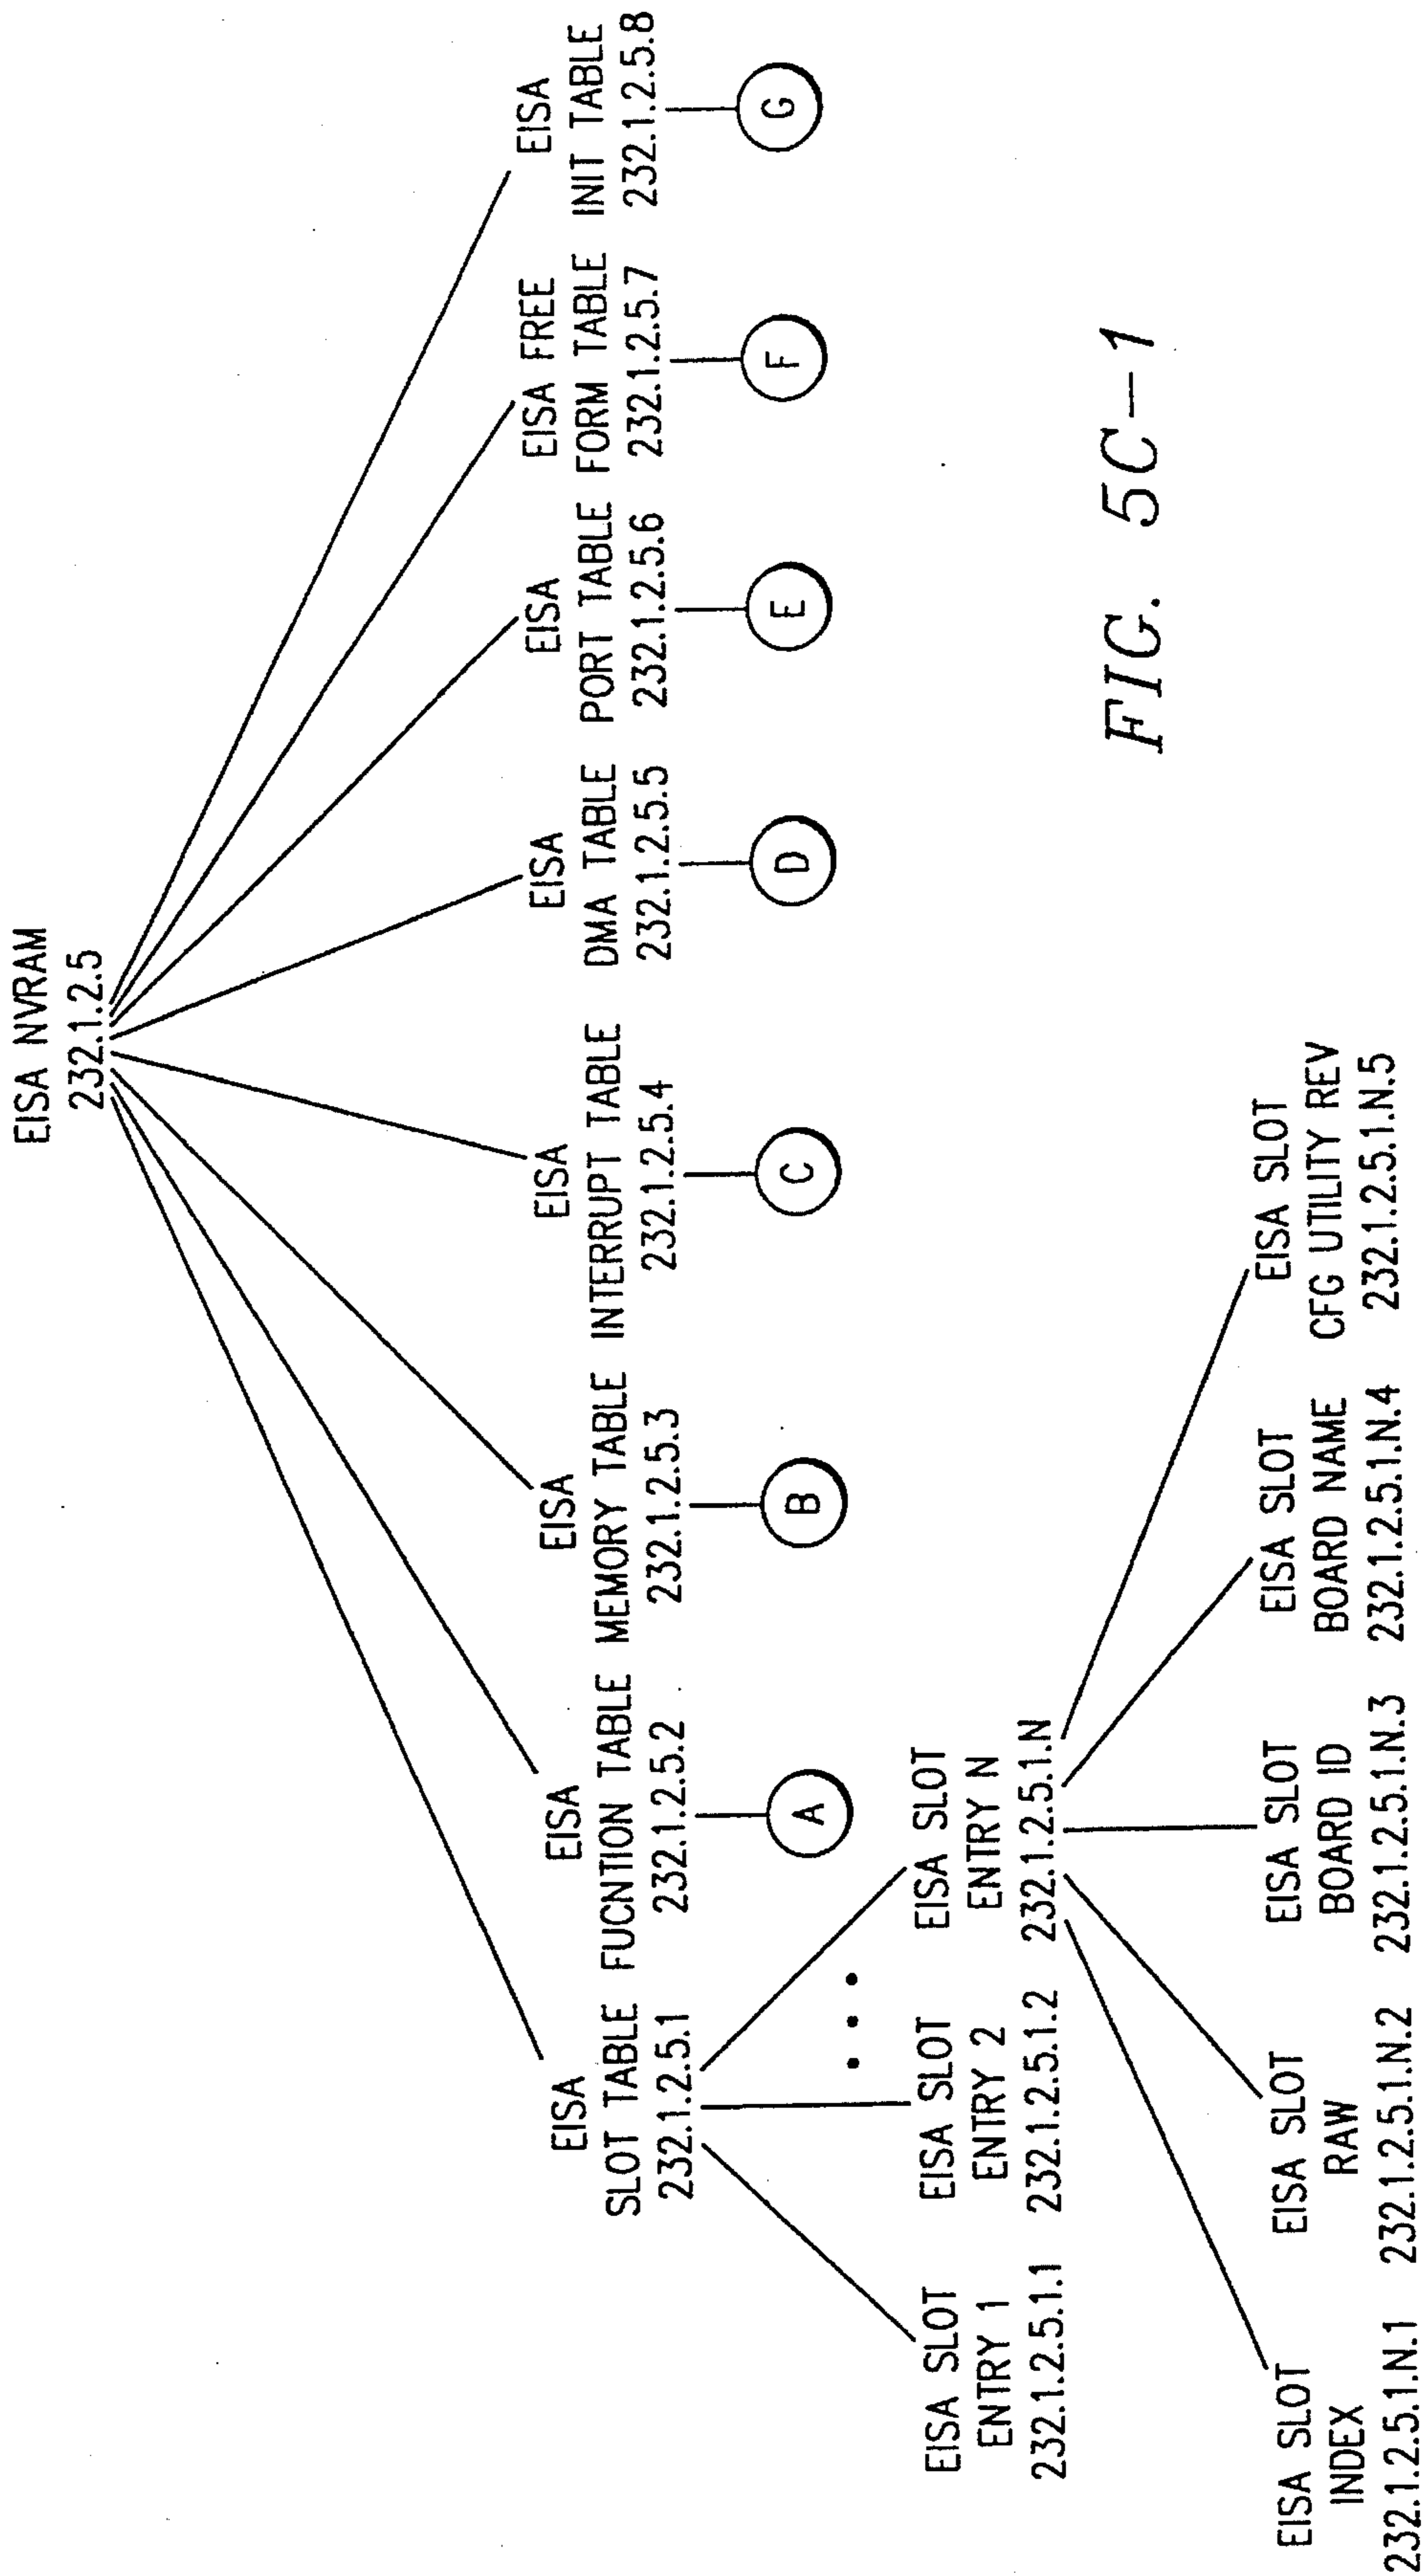 EISA NVRAM
232.1.2.5
EISA
SLOT TABLE
232.1.2.5.1
EISA
FUCNTION TABLE
232.1.2.5.2
EISA
MEMORY TABLE
232.1.2.5.3
EISA
INTERRUPT TABLE
232.1.2.5.4
EISA
DMA TABLE
232.1.2.5.5
EISA
PORT TABLE
232.1.2.5.6
EISA FREE
FORM TABLE
232.1.2.5.7
EISA
INIT TABLE
232.1.2.5.8
A
B
C
D
E
F
G
EISA SLOT
ENTRY 1
232.1.2.5.1.1
EISA SLOT
ENTRY 2
232.1.2.5.1.2
EISA SLOT
ENTRY N
232.1.2.5.1.N
EISA SLOT
INDEX
232.1.2.5.1.N.1
EISA SLOT
RAW
232.1.2.5.1.N.2
EISA SLOT
BOARD ID
232.1.2.5.1.N.3
EISA SLOT
BOARD NAME
232.1.2.5.1.N.4
EISA SLOT
CFG UTILITY REV
232.1.2.5.1.N.5
FIG. 5C-1